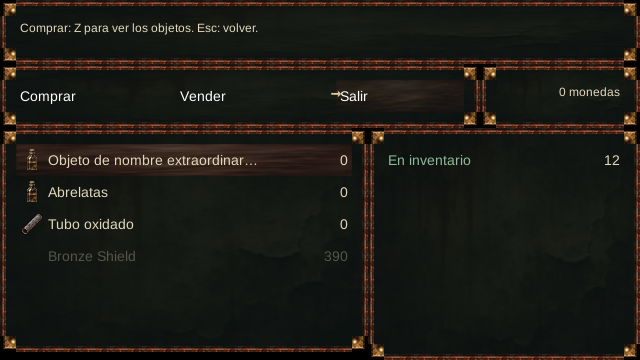 Comprar: Z para ver los objetos. Esc: volver.
Comprar Vender →Salir
0 monedas
Objeto de nombre extraordinar… 0
Abrelatas 0
Tubo oxidado 0
Bronze Shield 390
En inventario 12